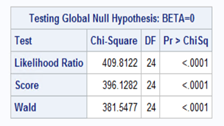 Testing Global Null Hypothesis: BETA=0
Test Chi-Square DF Pr > ChiSq
Likelihood Ratio 409.8122 24 <.0001
Score 396.1282 24 <.0001
Wald 381.5477 24 <.0001